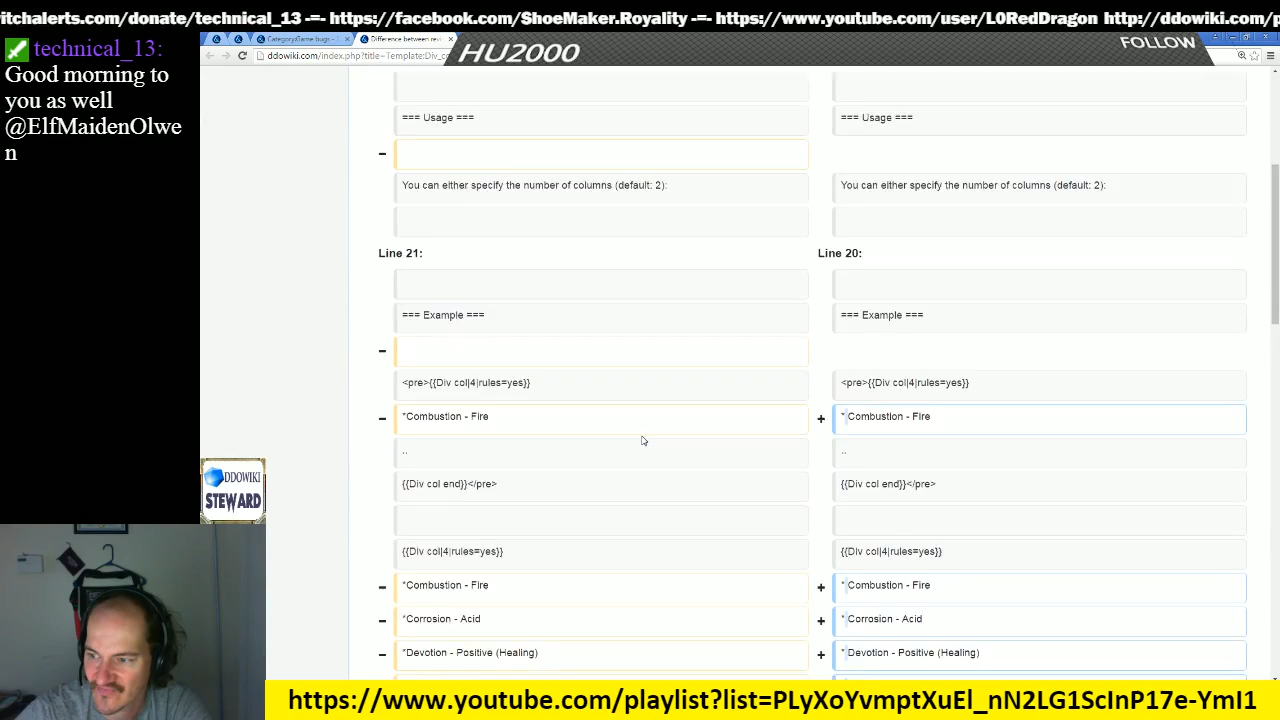 itchalerts.com/donate/technical_13 -=- https://facebook.com/ShoeMaker.Royality -=- https://www.youtube.com/user/L0RedDragon http://ddowiki.com/p
technical_13:
Good morning to
you as well
@ElfMaidenOlwe
n
Category:Game bugs -
Difference between revi
HU2000
FOLLOW
ddowiki.com/index.php?title=Template:Div_c
=== Usage ===
=== Usage ===
You can either specify the number of columns (default: 2):
You can either specify the number of columns (default: 2):
Line 21:
Line 20:
=== Example ===
=== Example ===
<pre>{{Div col|4|rules=yes}}
<pre>{{Div col|4|rules=yes}}
− *Combustion - Fire
+ * Combustion - Fire
..
..
{{Div col end}}</pre>
{{Div col end}}</pre>
{{Div col|4|rules=yes}}
{{Div col|4|rules=yes}}
− *Combustion - Fire
+ * Combustion - Fire
− *Corrosion - Acid
+ * Corrosion - Acid
− *Devotion - Positive (Healing)
+ * Devotion - Positive (Healing)
DDOWIKI
STEWARD
https://www.youtube.com/playlist?list=PLyXoYvmptXuEl_nN2LG1ScInP17e-YmI1